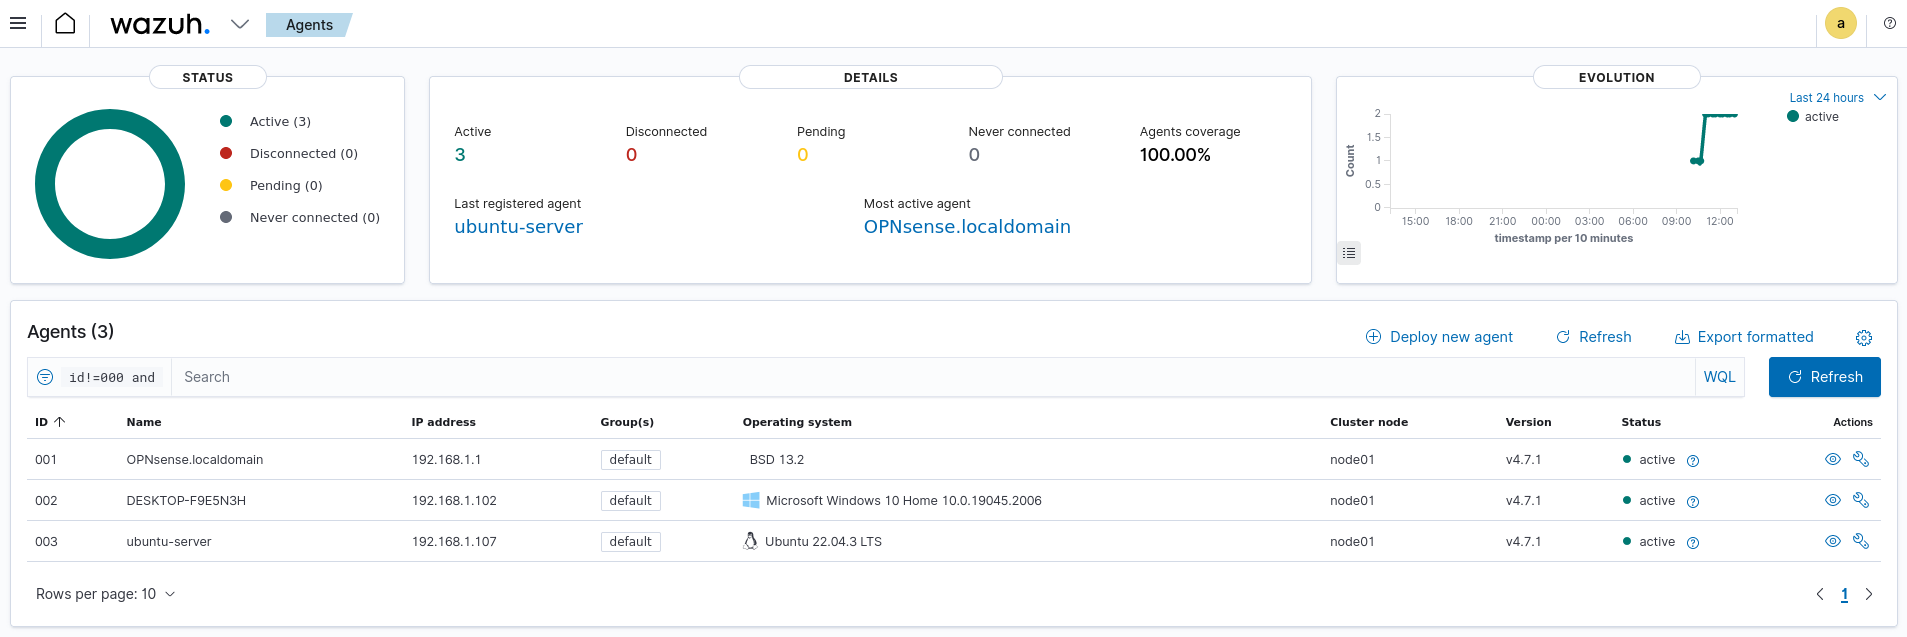 wazuh.
Agents
a
STATUS
Active (3)
Disconnected (0)
Pending (0)
Never connected (0)
DETAILS
Active
3
Disconnected
0
Pending
0
Never connected
0
Agents coverage
100.00%
Last registered agent
ubuntu-server
Most active agent
OPNsense.localdomain
EVOLUTION
Last 24 hours
active
Count
2
1.5
1
0.5
0
15:00 18:00 21:00 00:00 03:00 06:00 09:00 12:00
timestamp per 10 minutes
Agents (3)
Deploy new agent Refresh Export formatted
id!=000 and Search WQL Refresh
ID Name IP address Group(s) Operating system Cluster node Version Status Actions
001 OPNsense.localdomain 192.168.1.1 default BSD 13.2 node01 v4.7.1 active
002 DESKTOP-F9E5N3H 192.168.1.102 default Microsoft Windows 10 Home 10.0.19045.2006 node01 v4.7.1 active
003 ubuntu-server 192.168.1.107 default Ubuntu 22.04.3 LTS node01 v4.7.1 active
Rows per page: 10 1